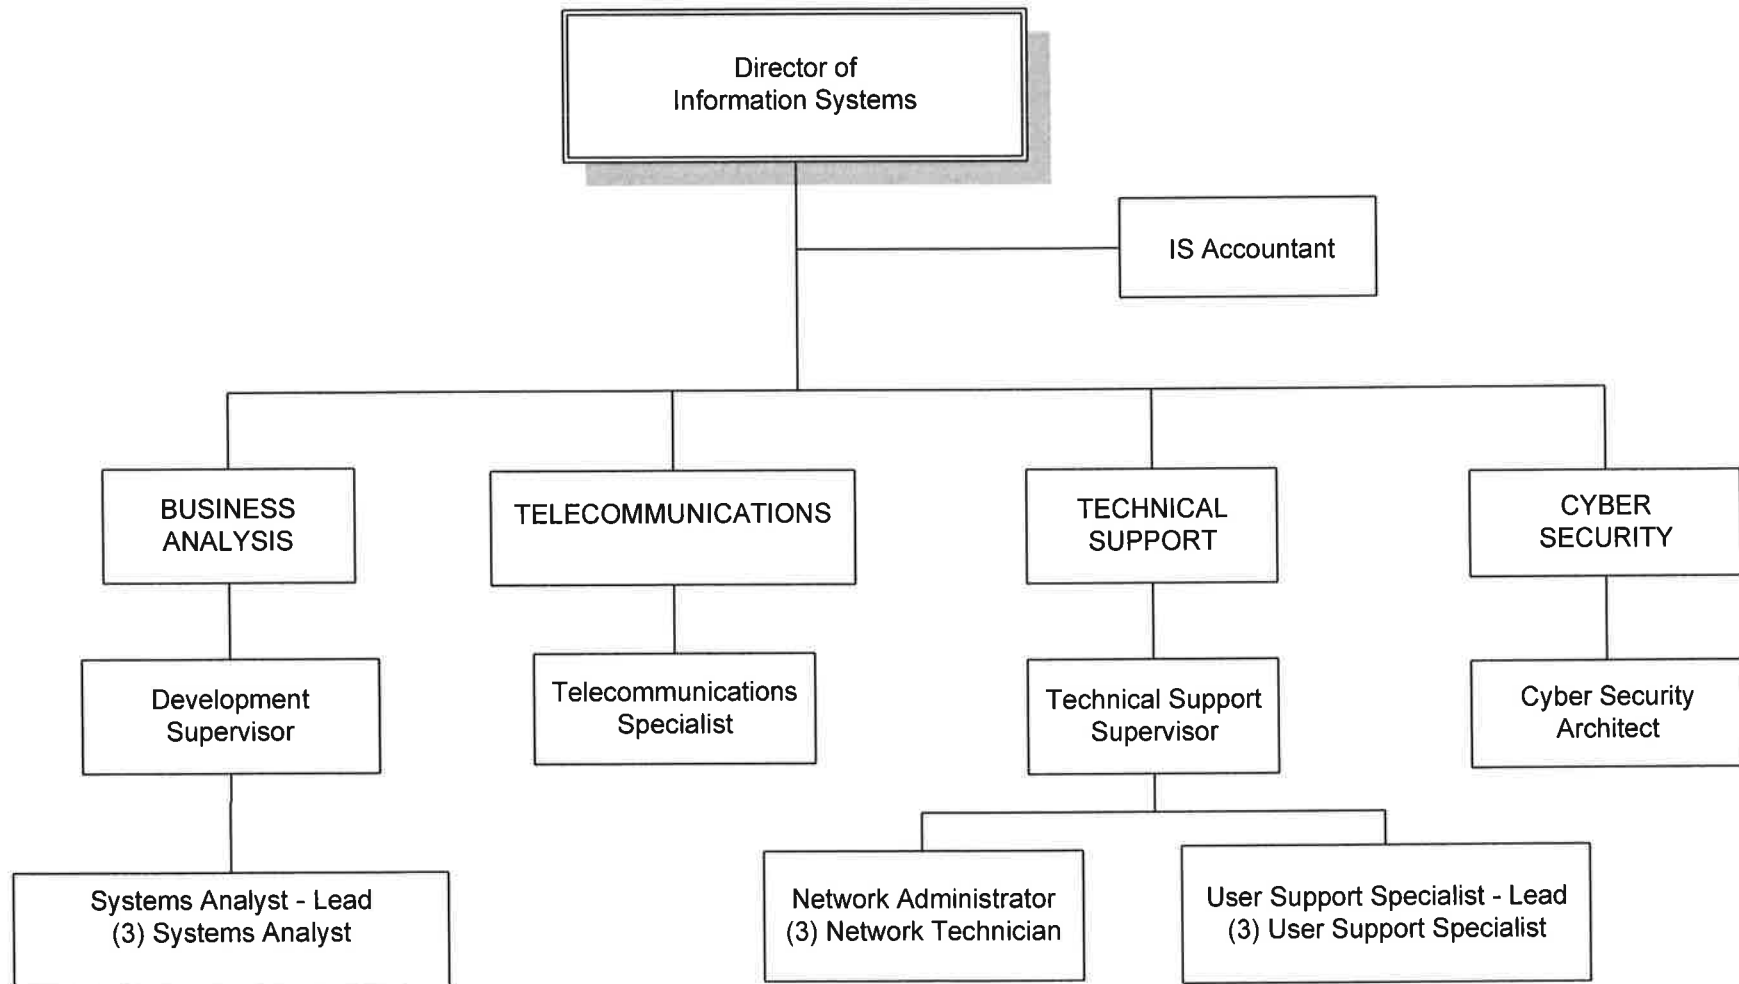 Director of
Information Systems
IS Accountant
BUSINESS
ANALYSIS
TELECOMMUNICATIONS
TECHNICAL
SUPPORT
CYBER
SECURITY
Development
Supervisor
Telecommunications
Specialist
Technical Support
Supervisor
Cyber Security
Architect
Systems Analyst - Lead
(3) Systems Analyst
Network Administrator
(3) Network Technician
User Support Specialist - Lead
(3) User Support Specialist